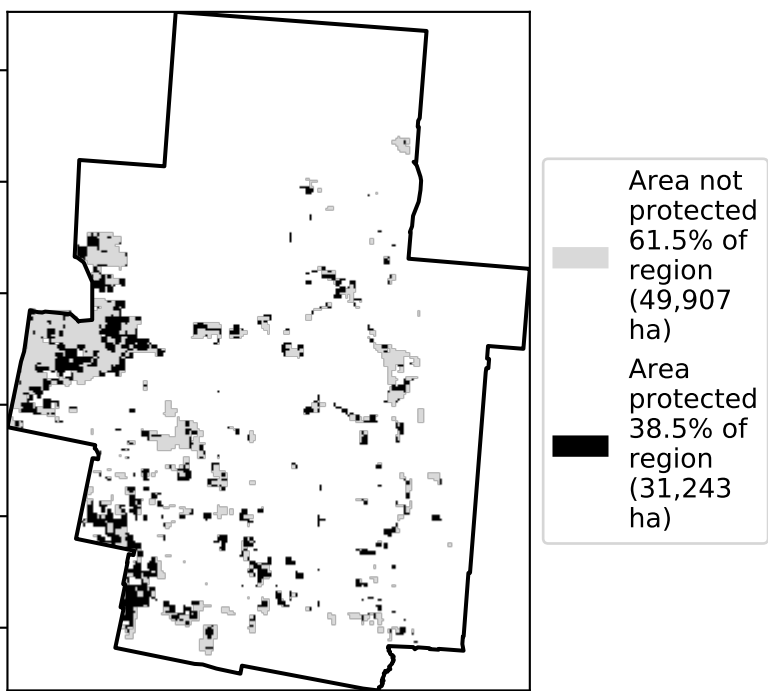 Area not
protected
61.5% of
region
(49,907
ha)
Area
protected
38.5% of
region
(31,243
ha)